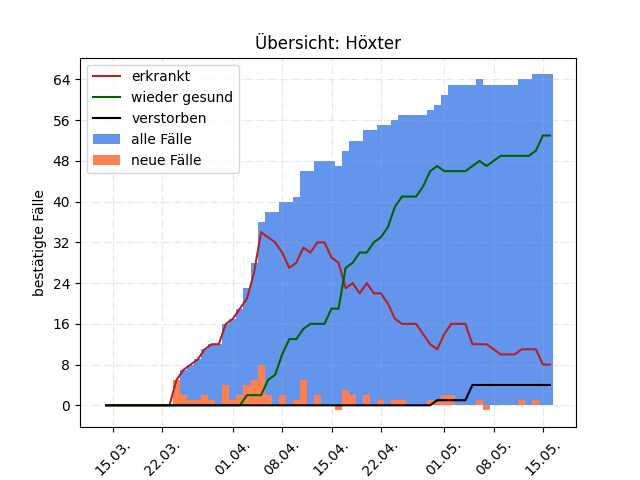 Übersicht: Höxter
erkrankt
wieder gesund
verstorben
alle Fälle
neue Fälle
bestätigte Fälle
64
56
48
40
32
24
16
8
0
15.03.
22.03.
01.04.
08.04.
15.04.
22.04.
01.05.
08.05.
15.05.